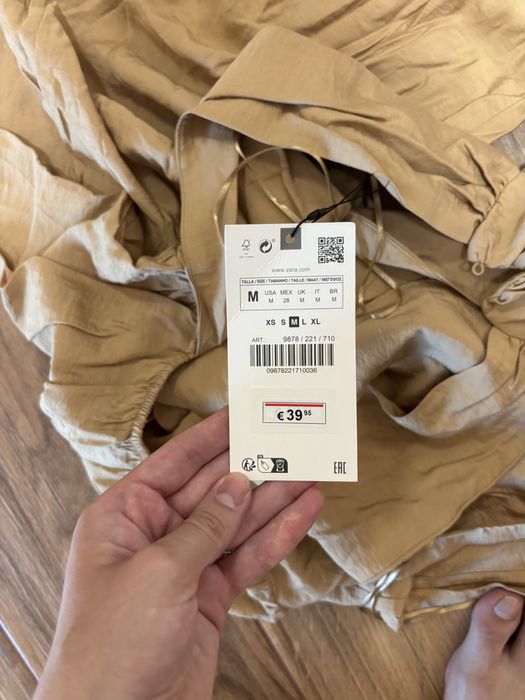 www.zara.com
TALLA / SIZE / TAMANHO / TAILLE / MAAT / ΜΕΓΕΘΟΣ
M USA MEX UK IT BR
M 28 M M M
XS S M L XL
ART. 9878 / 221 / 710
09878221710036
€ 39 95
EAC